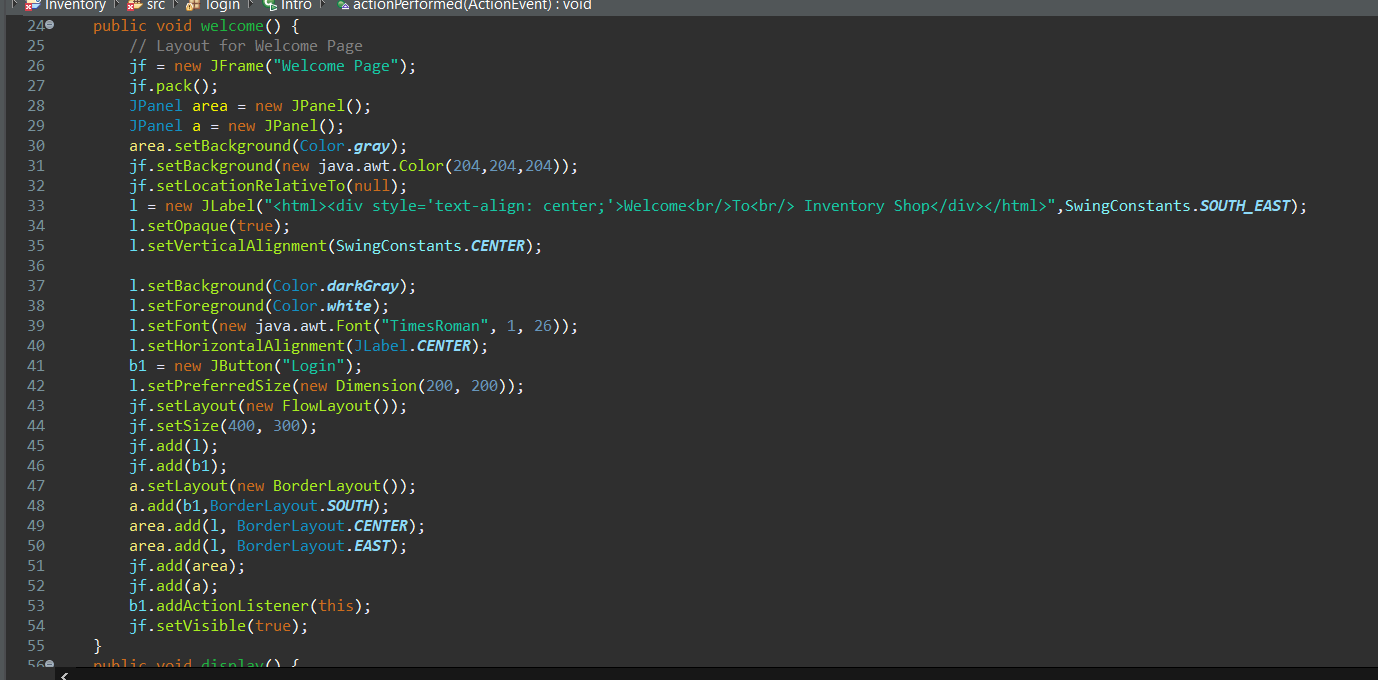 Inventory src login Intro actionPerformed(ActionEvent) : void
24 public void welcome() {
25 // Layout for Welcome Page
26 jf = new JFrame("Welcome Page");
27 jf.pack();
28 JPanel area = new JPanel();
29 JPanel a = new JPanel();
30 area.setBackground(Color.gray);
31 jf.setBackground(new java.awt.Color(204,204,204));
32 jf.setLocationRelativeTo(null);
33 l = new JLabel("<html><div style='text-align: center;'>Welcome<br/>To<br/> Inventory Shop</div></html>",SwingConstants.SOUTH_EAST);
34 l.setOpaque(true);
35 l.setVerticalAlignment(SwingConstants.CENTER);
36
37 l.setBackground(Color.darkGray);
38 l.setForeground(Color.white);
39 l.setFont(new java.awt.Font("TimesRoman", 1, 26));
40 l.setHorizontalAlignment(JLabel.CENTER);
41 b1 = new JButton("Login");
42 l.setPreferredSize(new Dimension(200, 200));
43 jf.setLayout(new FlowLayout());
44 jf.setSize(400, 300);
45 jf.add(l);
46 jf.add(b1);
47 a.setLayout(new BorderLayout());
48 a.add(b1,BorderLayout.SOUTH);
49 area.add(l, BorderLayout.CENTER);
50 area.add(l, BorderLayout.EAST);
51 jf.add(area);
52 jf.add(a);
53 b1.addActionListener(this);
54 jf.setVisible(true);
55 }
56 public void display() {